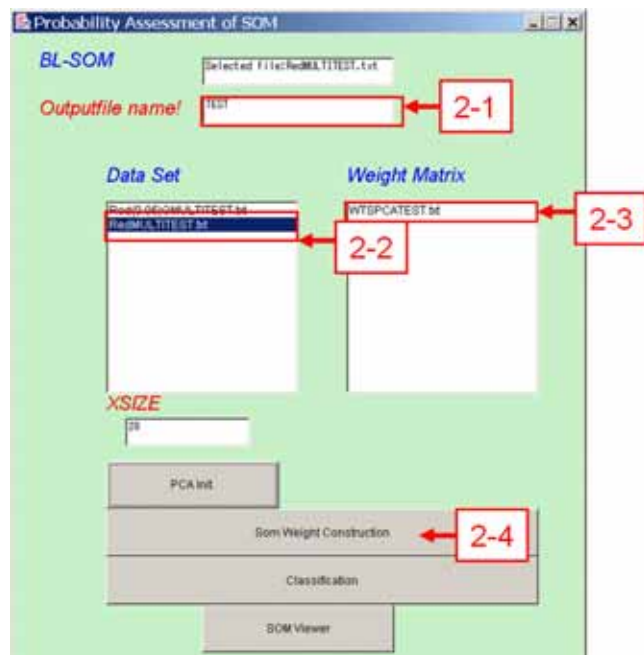 Probability Assessment of SOM
BL-SOM
Selected file:RedMULTITEST.txt
Outputfile name!
TEST
2-1
Data Set
Weight Matrix
RedMULTITEST.txt
WTSPCATEST.txt
2-2
2-3
XSIZE
PCA Init
Som Weight Construction
2-4
Classification
SOM Viewer